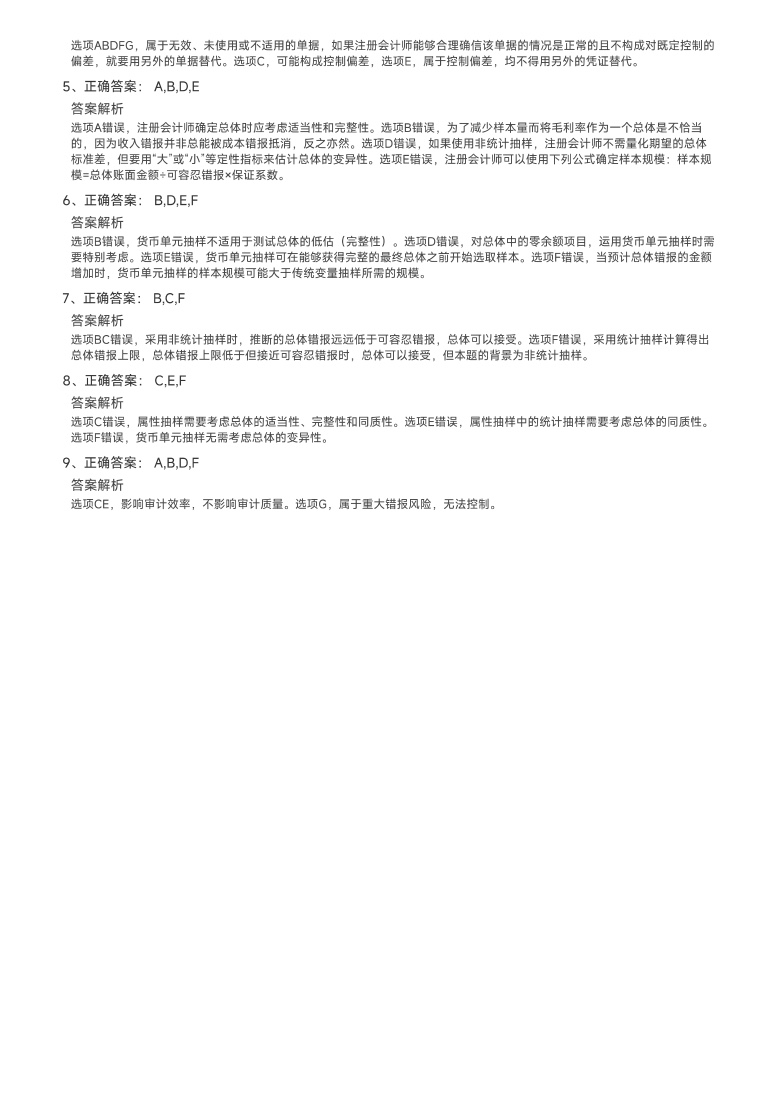 选项ABDFG，属于无效、未使用或不适用的单据，如果注册会计师能够合理确信该单据的情况是正常的且不构成对既定控制的
偏差，就要用另外的单据替代。选项C，可能构成控制偏差，选项E，属于控制偏差，均不得用另外的凭证替代。
5、正确答案： A,B,D,E
答案解析
选项A错误，注册会计师确定总体时应考虑适当性和完整性。选项B错误，为了减少样本量而将毛利率作为一个总体是不恰当
的，因为收入错报并非总能被成本错报抵消，反之亦然。选项D错误，如果使用非统计抽样，注册会计师不需量化期望的总体
标准差，但要用“大”或“小”等定性指标来估计总体的变异性。选项E错误，注册会计师可以使用下列公式确定样本规模：样本规
模=总体账面金额÷可容忍错报×保证系数。
6、正确答案： B,D,E,F
答案解析
选项B错误，货币单元抽样不适用于测试总体的低估（完整性）。选项D错误，对总体中的零余额项目，运用货币单元抽样时需
要特别考虑。选项E错误，货币单元抽样可在能够获得完整的最终总体之前开始选取样本。选项F错误，当预计总体错报的金额
增加时，货币单元抽样的样本规模可能大于传统变量抽样所需的规模。
7、正确答案： B,C,F
答案解析
选项BC错误，采用非统计抽样时，推断的总体错报远远低于可容忍错报，总体可以接受。选项F错误，采用统计抽样计算得出
总体错报上限，总体错报上限低于但接近可容忍错报时，总体可以接受，但本题的背景为非统计抽样。
8、正确答案： C,E,F
答案解析
选项C错误，属性抽样需要考虑总体的适当性、完整性和同质性。选项E错误，属性抽样中的统计抽样需要考虑总体的同质性。
选项F错误，货币单元抽样无需考虑总体的变异性。
9、正确答案： A,B,D,F
答案解析
选项CE，影响审计效率，不影响审计质量。选项G，属于重大错报风险，无法控制。